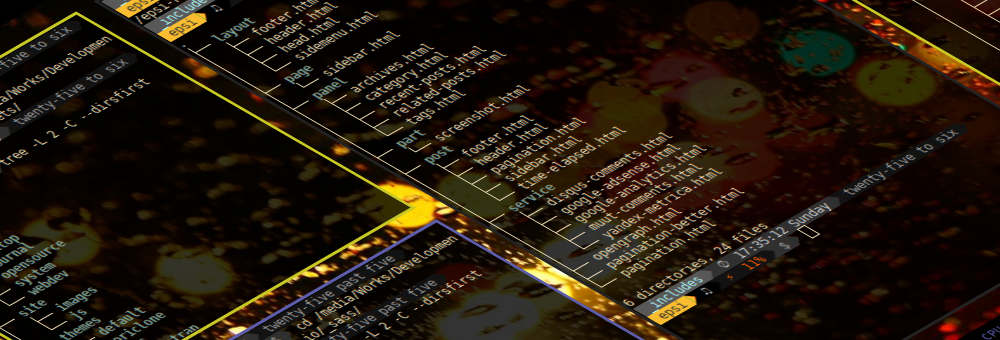 five to six
a/Works/Developmen
ts/
twenty-five to six
tree -L 2 -C --dirsfirst
opensource
system
webdev
site
images
js
themes
default
epsi
/epsi-
includes
epsi
layout
footer.html
header.html
head.html
sidemenu.html
page
sidebar.html
panel
archives.html
category.html
recent-posts.html
related-posts.html
tags.html
part
screenshot.html
post
footer.html
header.html
pagination.html
sidebar.html
time-elapsed.html
service
disqus-comments.html
google-adsense.html
google-analytics.html
mut-comments.html
yandex-metrica.html
opengraph.html
pagination-better.html
pagination.html
6 directories, 24 files
includes 17:35:12 Sunday twenty-five to six
epsi 11% $
twenty-five past five
cd /media/Works/Developmen
io/_sass/
ty-five past five
-L 2 -C --dirsfirst
CPU